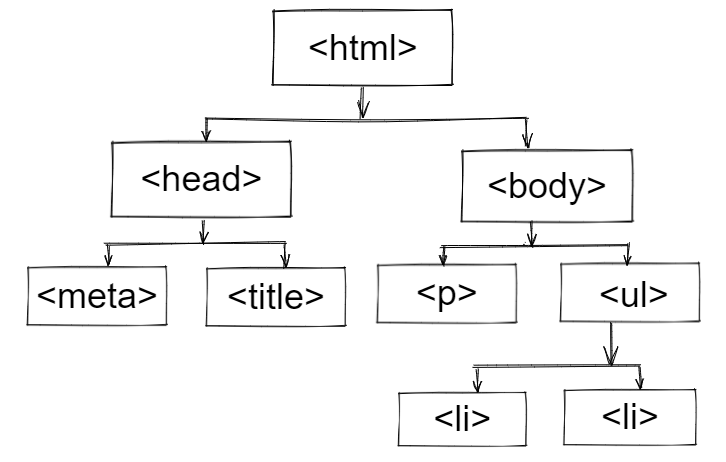 <html>
<head>
<body>
<meta>
<title>
<p>
<ul>
<li>
<li>